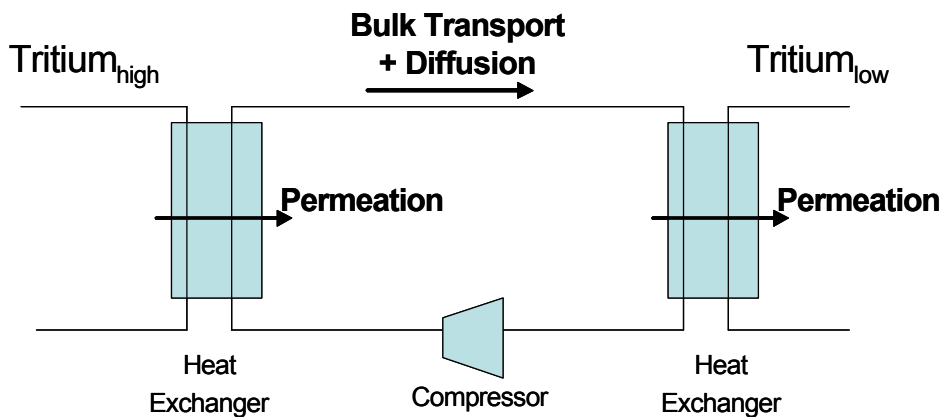 Bulk Transport
+ Diffusion
Tritium_high
Tritium_low
Permeation
Permeation
Heat
Exchanger
Compressor
Heat
Exchanger